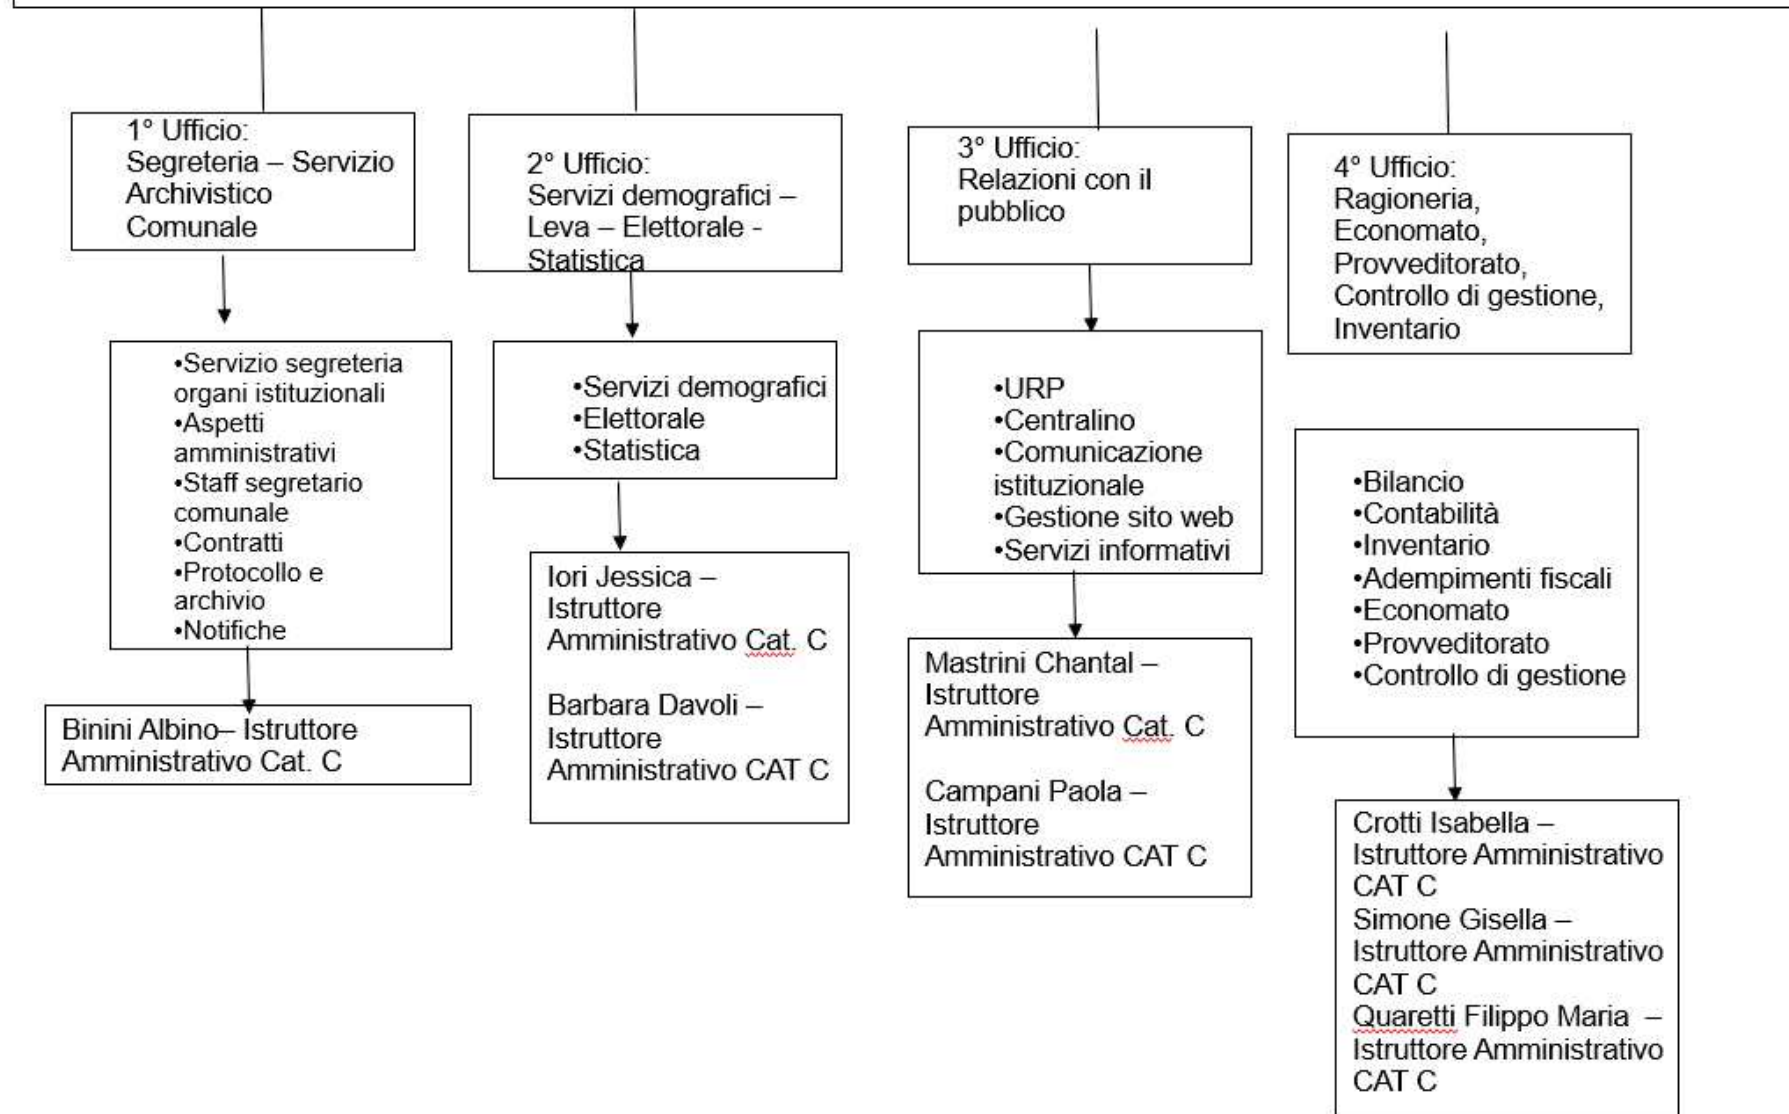 1° Ufficio:
Segreteria – Servizio
Archivistico
Comunale
•Servizio segreteria
organi istituzionali
•Aspetti
amministrativi
•Staff segretario
comunale
•Contratti
•Protocollo e
archivio
•Notifiche
Binini Albino– Istruttore
Amministrativo Cat. C
2° Ufficio:
Servizi demografici –
Leva – Elettorale -
Statistica
•Servizi demografici
•Elettorale
•Statistica
Iori Jessica –
Istruttore
Amministrativo Cat. C
Barbara Davoli –
Istruttore
Amministrativo CAT C
3° Ufficio:
Relazioni con il
pubblico
•URP
•Centralino
•Comunicazione
istituzionale
•Gestione sito web
•Servizi informativi
Mastrini Chantal –
Istruttore
Amministrativo Cat. C
Campani Paola –
Istruttore
Amministrativo CAT C
4° Ufficio:
Ragioneria,
Economato,
Provveditorato,
Controllo di gestione,
Inventario
•Bilancio
•Contabilità
•Inventario
•Adempimenti fiscali
•Economato
•Provveditorato
•Controllo di gestione
Crotti Isabella –
Istruttore Amministrativo
CAT C
Simone Gisella –
Istruttore Amministrativo
CAT C
Quaretti Filippo Maria  –
Istruttore Amministrativo
CAT C